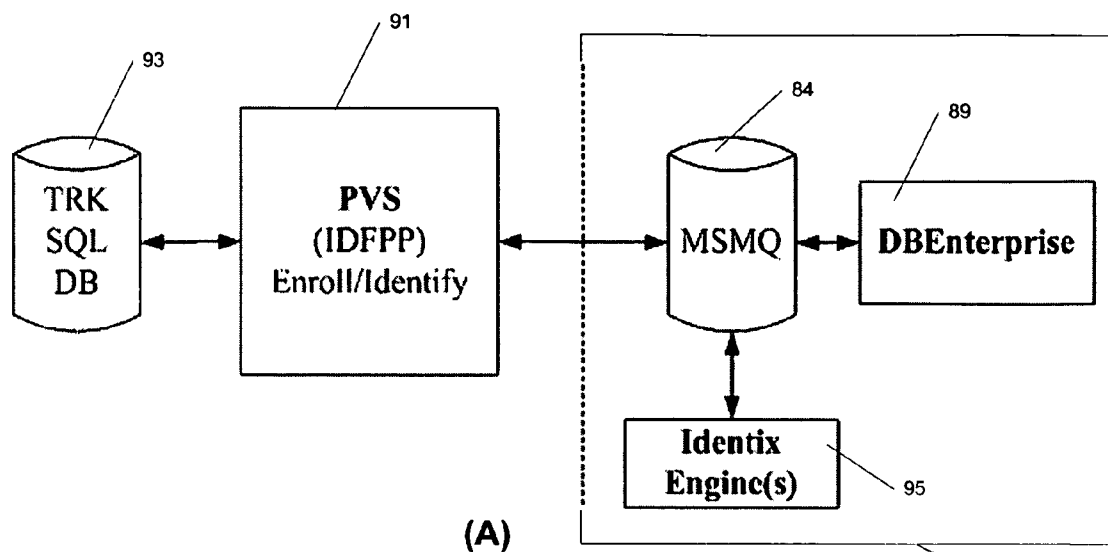 91
93
84
89
TRK
SQL
DB
PVS
(IDFPP)
Enroll/Identify
MSMQ
DBEnterprise
Identix
Engine(s)
95
(A)